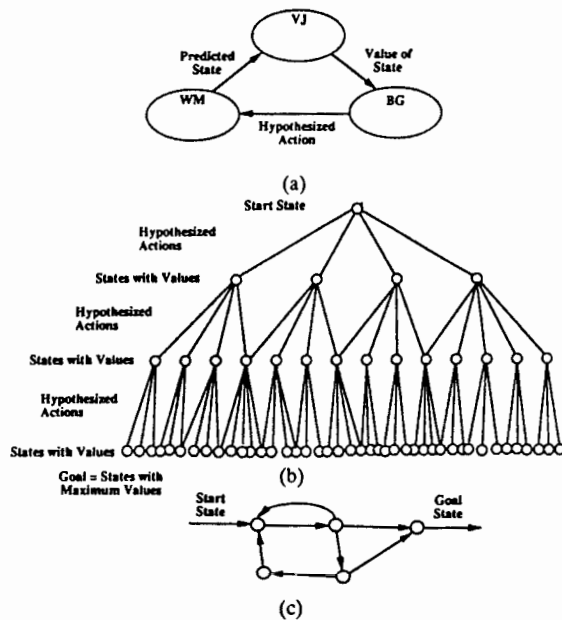 VJ
Predicted
State
Value of
State
WM
BG
Hypothesized
Action
(a)
Start State
Hypothesized
Actions
States with Values
Hypothesized
Actions
States with Values
Hypothesized
Actions
States with Values
Goal = States with
Maximum Values
(b)
Start
State
Goal
State
(c)